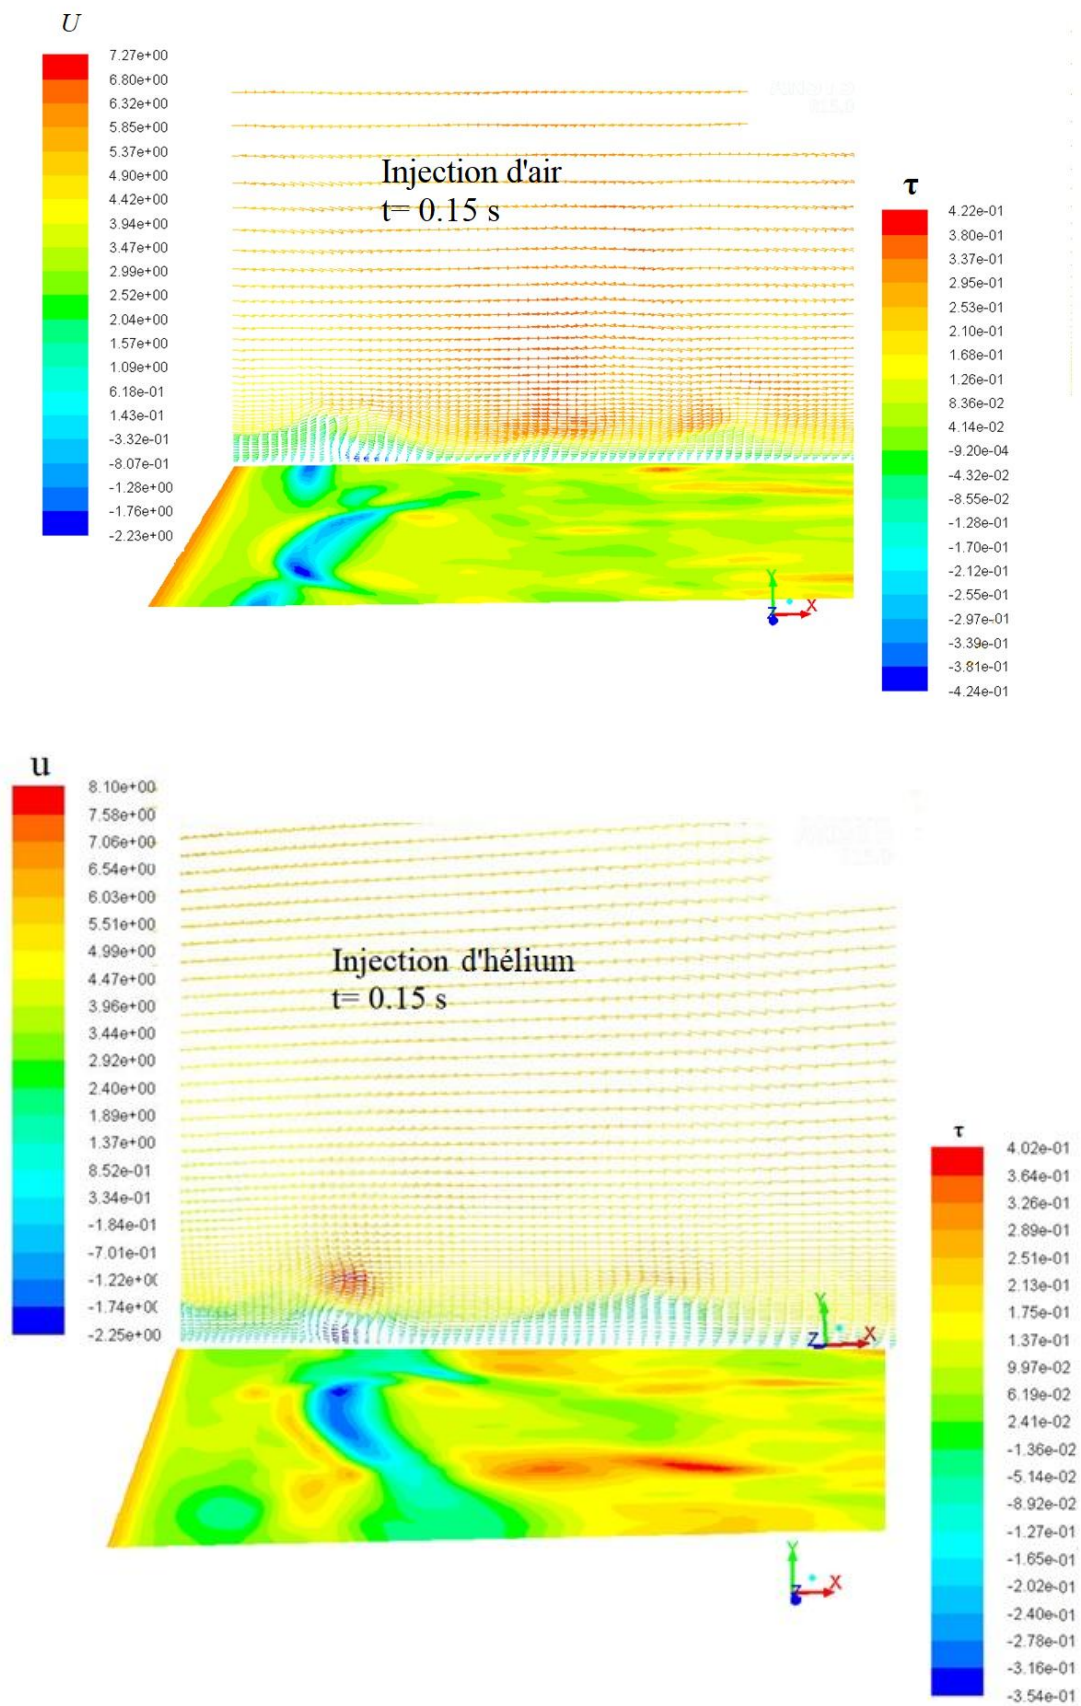 U
7.27e+00
6.80e+00
6.32e+00
5.85e+00
5.37e+00
4.90e+00
4.42e+00
3.94e+00
3.47e+00
2.99e+00
2.52e+00
2.04e+00
1.57e+00
1.09e+00
6.18e-01
1.43e-01
-3.32e-01
-8.07e-01
-1.28e+00
-1.76e+00
-2.23e+00
Injection d'air
t= 0.15 s
τ
4.22e-01
3.80e-01
3.37e-01
2.95e-01
2.53e-01
2.10e-01
1.68e-01
1.26e-01
8.36e-02
4.14e-02
-9.20e-04
-4.32e-02
-8.55e-02
-1.28e-01
-1.70e-01
-2.12e-01
-2.55e-01
-2.97e-01
-3.39e-01
-3.81e-01
-4.24e-01
Y
Z X
u
8.10e+00
7.58e+00
7.06e+00
6.54e+00
6.03e+00
5.51e+00
4.99e+00
4.47e+00
3.96e+00
3.44e+00
2.92e+00
2.40e+00
1.89e+00
1.37e+00
8.52e-01
3.34e-01
-1.84e-01
-7.01e-01
-1.22e+00
-1.74e+00
-2.25e+00
Injection d'hélium
t= 0.15 s
Y
Z X
τ
4.02e-01
3.64e-01
3.26e-01
2.89e-01
2.51e-01
2.13e-01
1.75e-01
1.37e-01
9.97e-02
6.19e-02
2.41e-02
-1.36e-02
-5.14e-02
-8.92e-02
-1.27e-01
-1.65e-01
-2.02e-01
-2.40e-01
-2.78e-01
-3.16e-01
-3.54e-01
Y
Z X